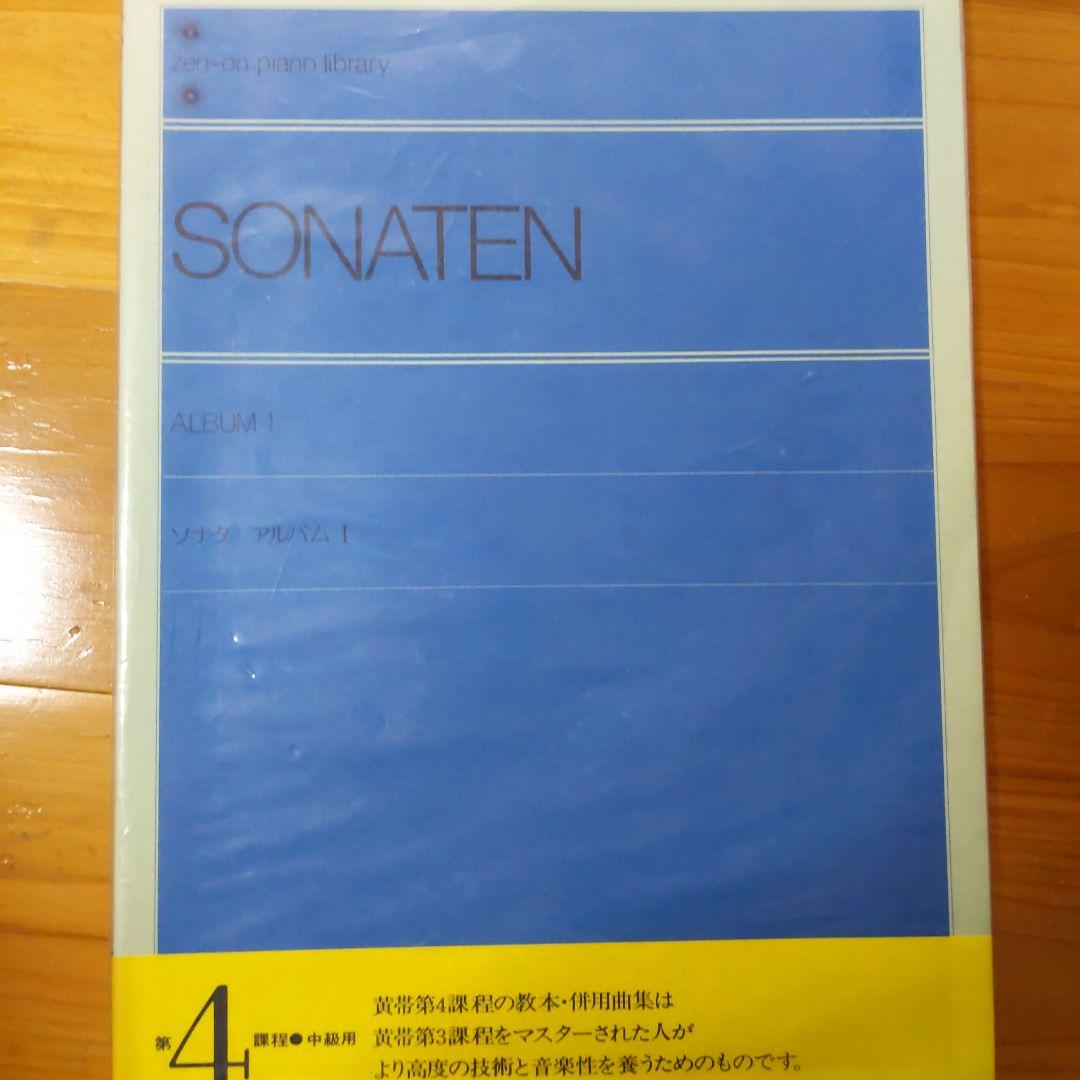 zen-on piano library
SONATEN
ALBUM 1
ソナタ アルバム 1
第4課程●中級用
黄帯第4課程の教本・併用曲集は
黄帯第3課程をマスターされた人が
より高度の技術と音楽性を養うためのものです。